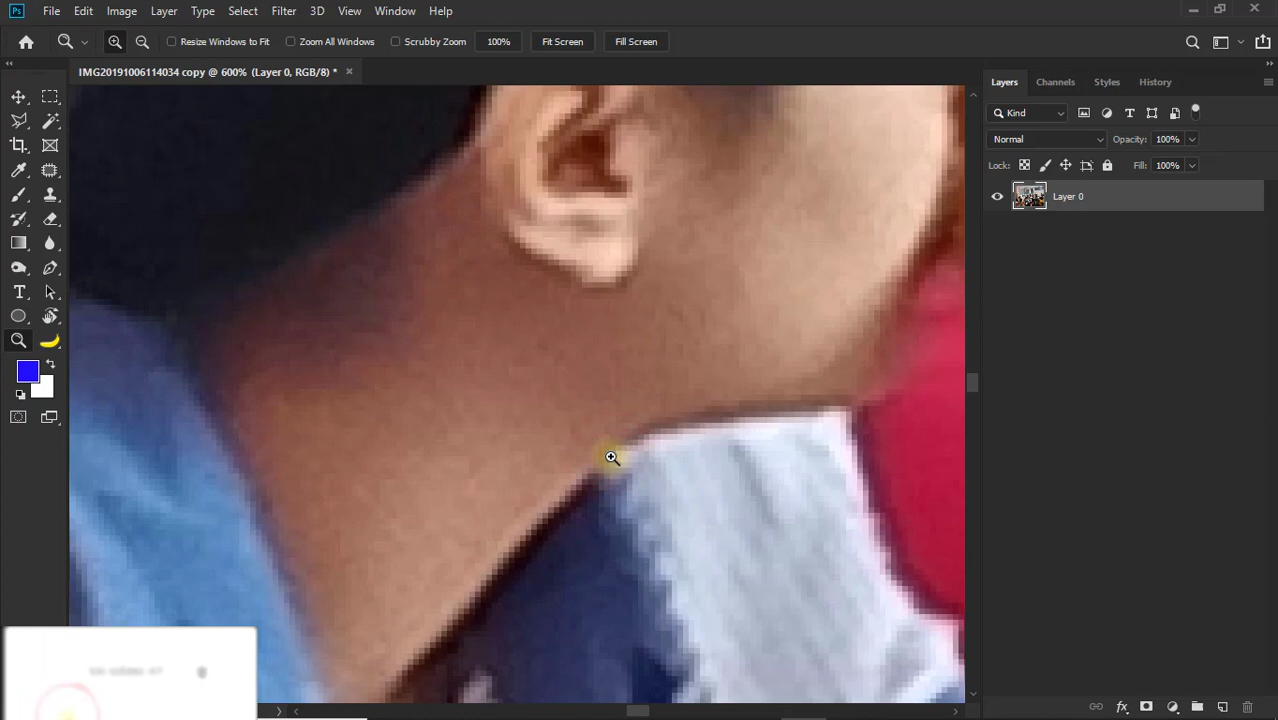 Ps File Edit Image Layer Type Select Filter 3D View Window Help
Resize Windows to Fit Zoom All Windows Scrubby Zoom 100% Fit Screen Fill Screen
IMG20191006114034 copy @ 600% (Layer 0, RGB/8) *
Layers Channels Styles History
Kind
Normal Opacity: 100%
Lock: Fill: 100%
Layer 0